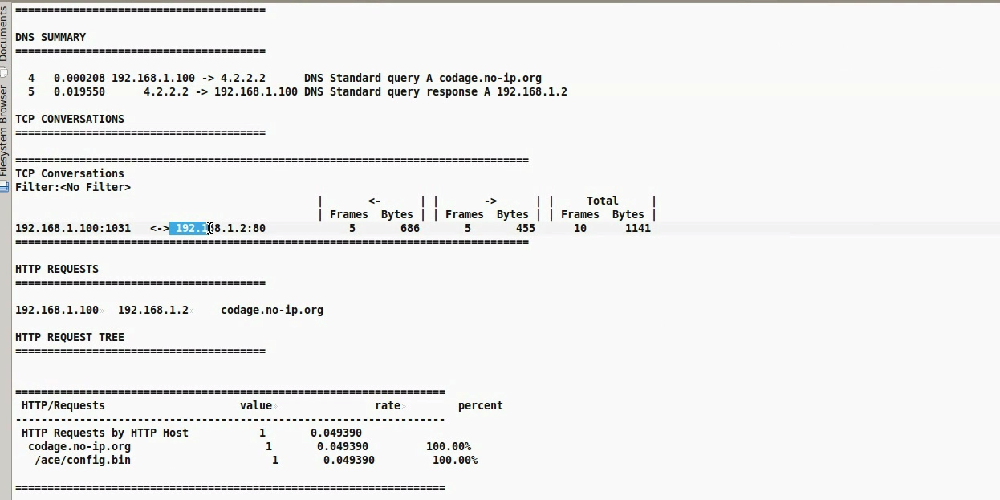 Documents
Filesystem Browser
=======================================
DNS SUMMARY
=======================================
4 0.000208 192.168.1.100 -> 4.2.2.2 DNS Standard query A codage.no-ip.org
5 0.019550 4.2.2.2 -> 192.168.1.100 DNS Standard query response A 192.168.1.2
TCP CONVERSATIONS
=======================================
================================================================================
TCP Conversations
Filter:<No Filter>
| <- | | -> | | Total |
| Frames Bytes | | Frames Bytes | | Frames Bytes |
192.168.1.100:1031 <-> 192.168.1.2:80 5 686 5 455 10 1141
================================================================================
HTTP REQUESTS
=======================================
192.168.1.100 192.168.1.2 codage.no-ip.org
HTTP REQUEST TREE
=======================================
===================================================================
HTTP/Requests value rate percent
-------------------------------------------------------------------
HTTP Requests by HTTP Host 1 0.049390
codage.no-ip.org 1 0.049390 100.00%
/ace/config.bin 1 0.049390 100.00%
===================================================================